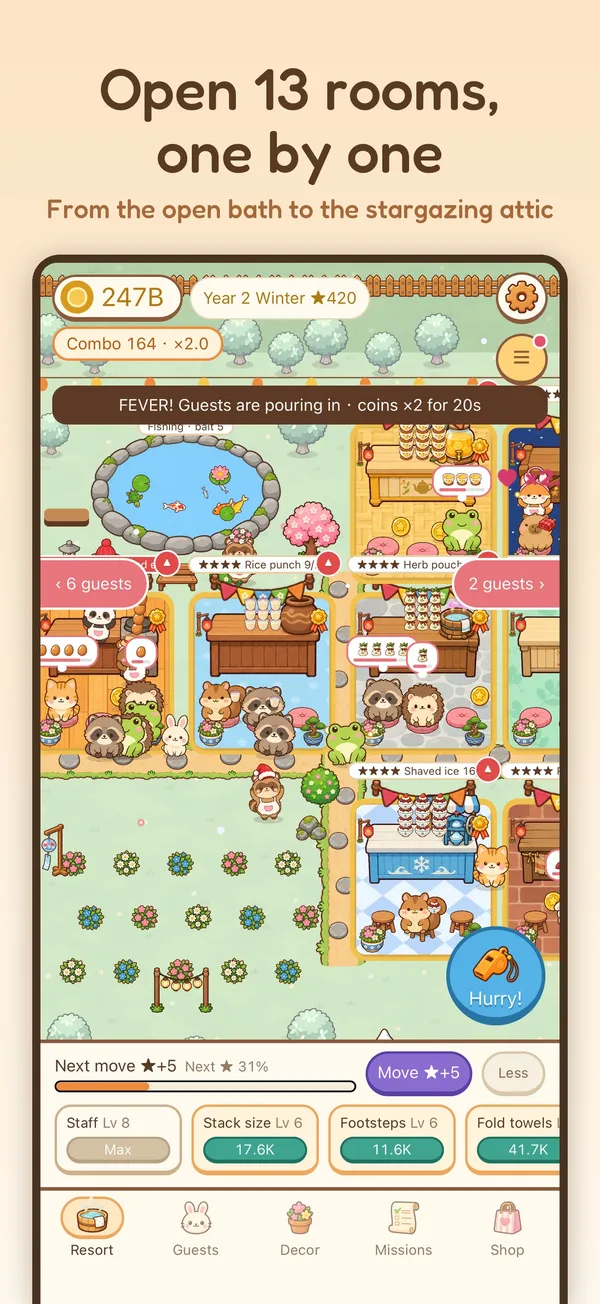 Open 13 rooms,
one by one
From the open bath to the stargazing attic
247B
Year 2 Winter ★420
Combo 164 · ×2.0
FEVER! Guests are pouring in · coins ×2 for 20s
Fishing · bait 5
‹ 6 guests
★★★★ Rice punch 9/
★★★★ Herb pouch
2 guests ›
★★★★ Shaved ice 16
★★★★
Hurry!
Next move ★+5 Next ★ 31%
Move ★+5
Less
Staff Lv 8
Max
Stack size Lv 6
17.6K
Footsteps Lv 6
11.6K
Fold towels
41.7K
Resort
Guests
Decor
Missions
Shop